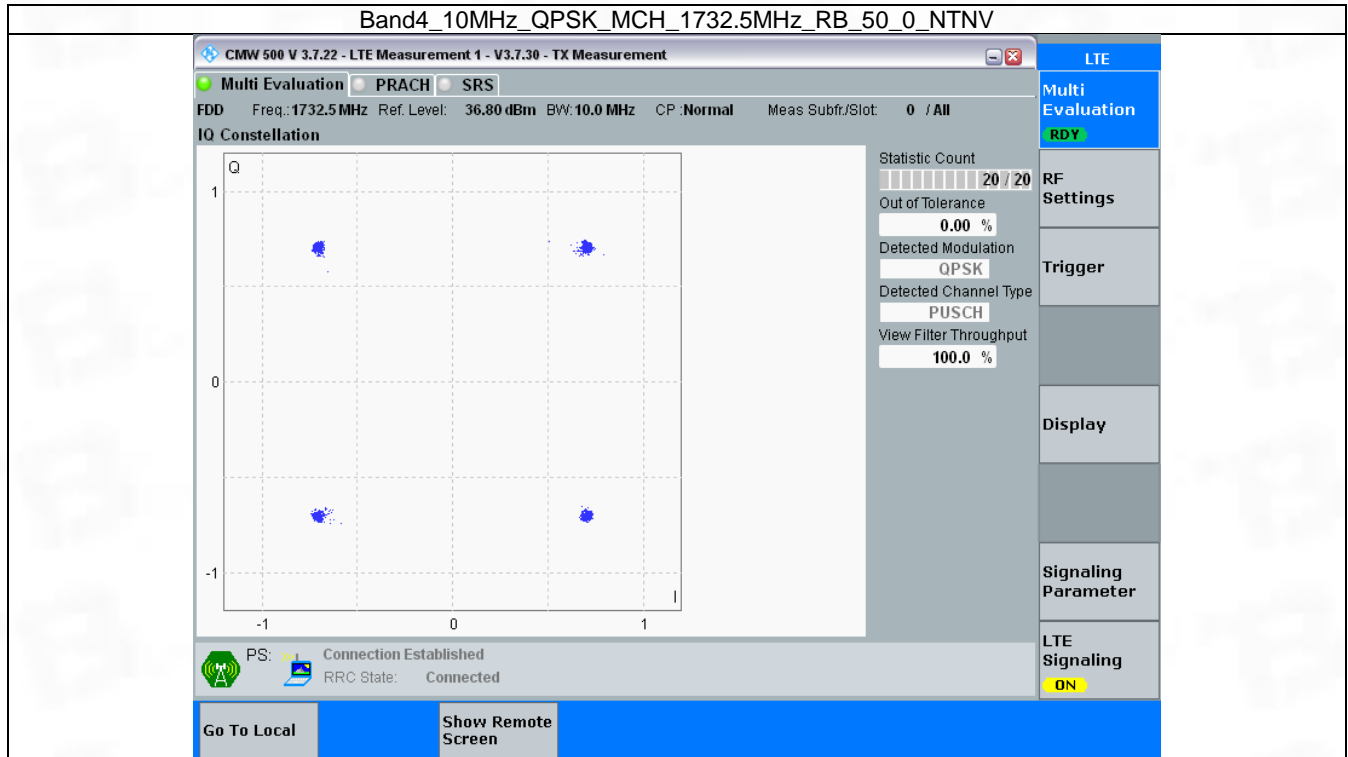 Band4_10MHz_QPSK_MCH_1732.5MHz_RB_50_0_NTNV
CMW 500 V 3.7.22 - LTE Measurement 1 - V3.7.30 - TX Measurement
Multi Evaluation PRACH SRS
FDD Freq.:1732.5 MHz Ref. Level: 36.80 dBm BW:10.0 MHz CP :Normal Meas Subfr./Slot: 0 / All
IQ Constellation
Q
1
0
-1
I
-1 0 1
Statistic Count
20 / 20
Out of Tolerance
0.00 %
Detected Modulation
QPSK
Detected Channel Type
PUSCH
View Filter Throughput
100.0 %
LTE
Multi
Evaluation
RDY
RF
Settings
Trigger
Display
Signaling
Parameter
LTE
Signaling
ON
PS: Connection Established
RRC State: Connected
Go To Local
Show Remote
Screen